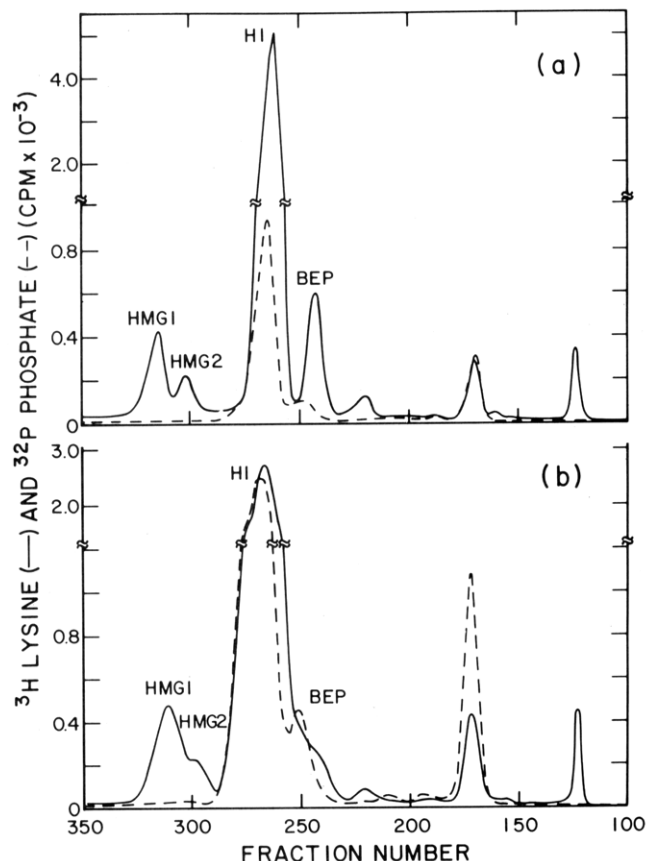 ³H LYSINE (—) AND ³²P PHOSPHATE (--) (CPM x 10⁻³)
H1
(a)
4.0
2.0
0.8
BEP
HMG1
0.4
HMG2
0
3.0
H1
(b)
2.0
0.8
HMG1
BEP
0.4
HMG2
0
350 300 250 200 150 100
FRACTION NUMBER